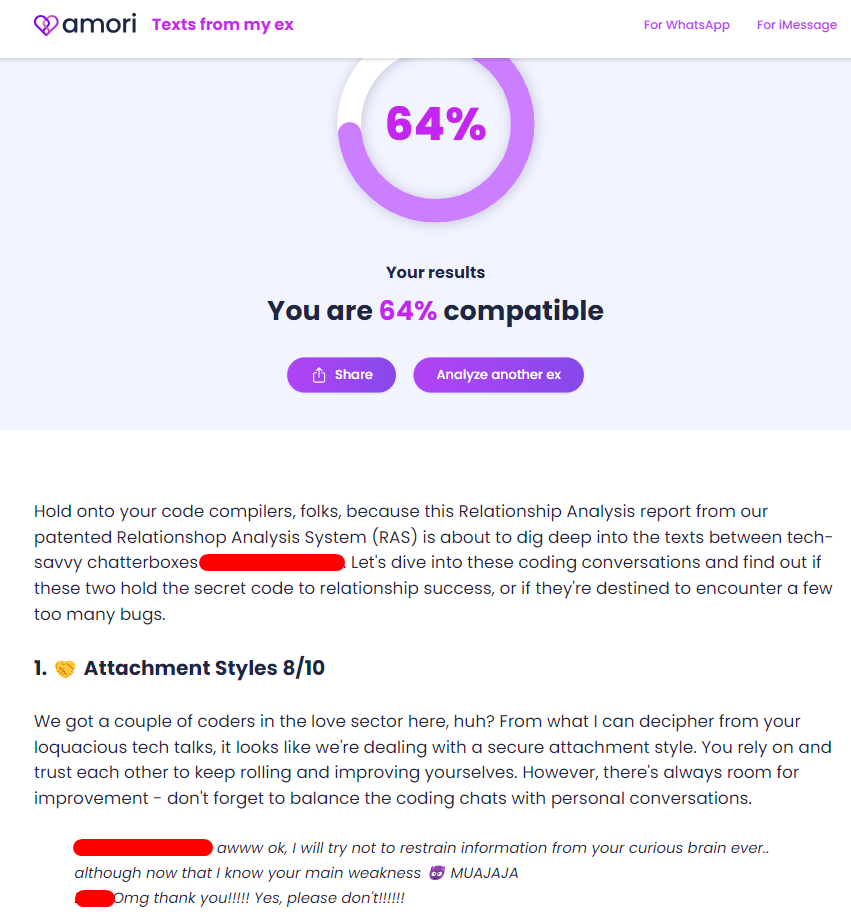 amori Texts from my ex For WhatsApp For iMessage
64%
Your results
You are 64% compatible
Share Analyze another ex
Hold onto your code compilers, folks, because this Relationship Analysis report from our
patented Relationshop Analysis System (RAS) is about to dig deep into the texts between tech-
savvy chatterboxes . Let's dive into these coding conversations and find out if
these two hold the secret code to relationship success, or if they're destined to encounter a few
too many bugs.
1. 🤝 Attachment Styles 8/10
We got a couple of coders in the love sector here, huh? From what I can decipher from your
loquacious tech talks, it looks like we're dealing with a secure attachment style. You rely on and
trust each other to keep rolling and improving yourselves. However, there's always room for
improvement - don't forget to balance the coding chats with personal conversations.
awww ok, I will try not to restrain information from your curious brain ever..
although now that I know your main weakness 😈 MUAJAJA
Omg thank you!!!!! Yes, please don't!!!!!!